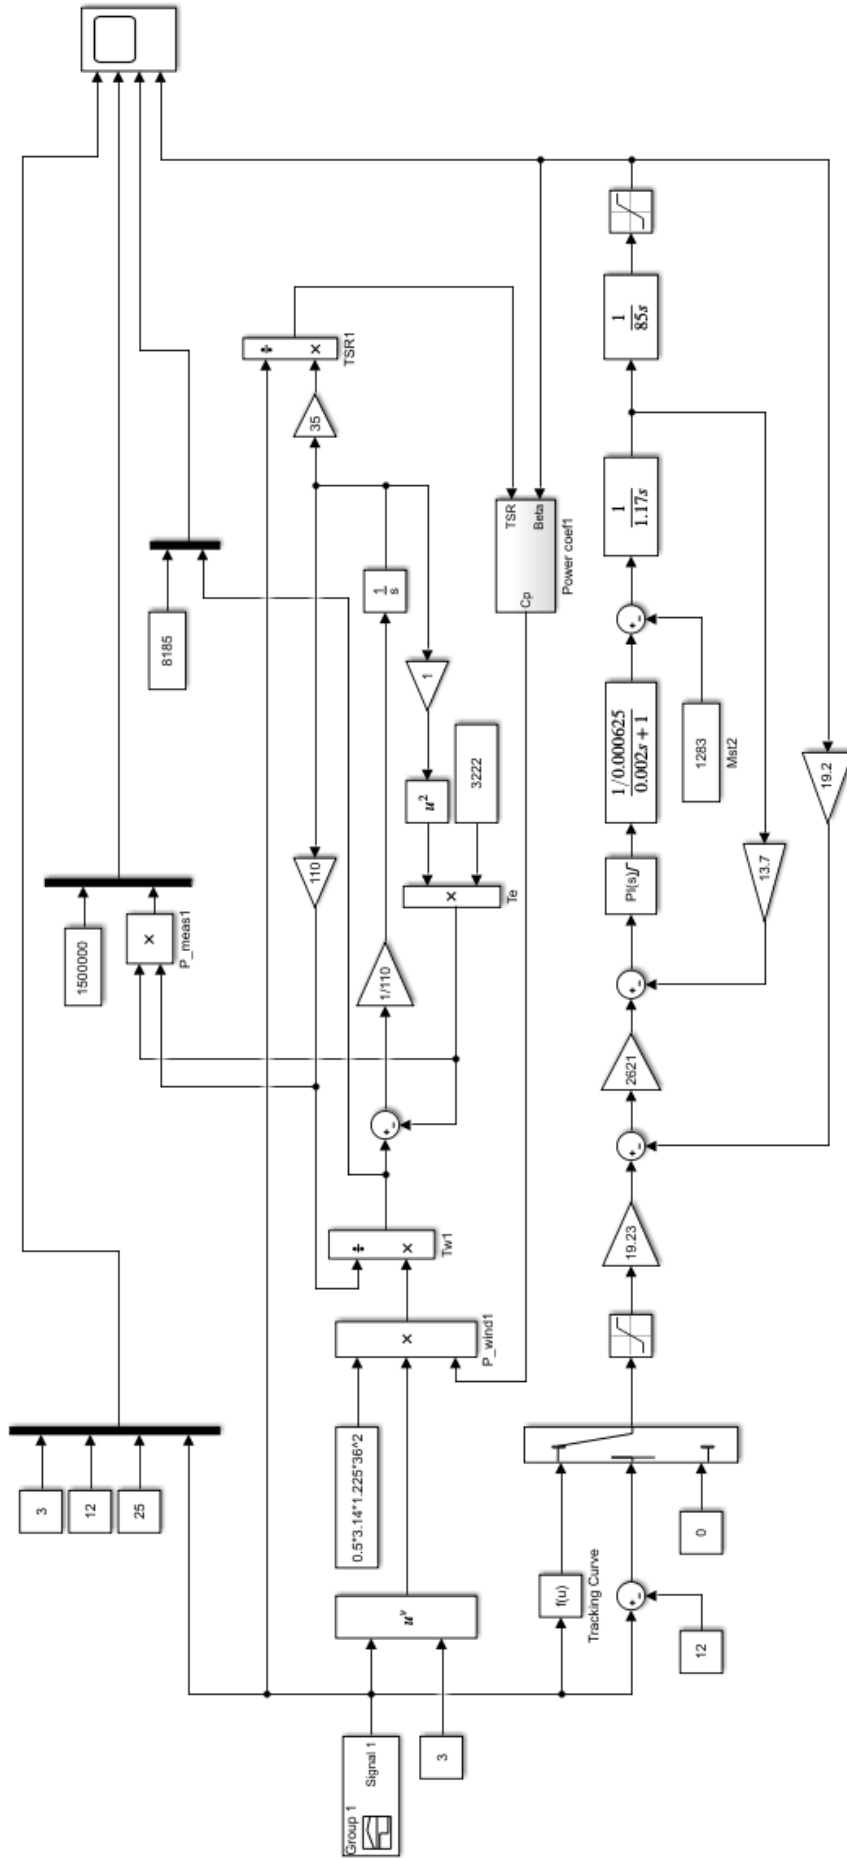 3
12
25
1500000
×
P_meas1
8185
÷
×
TSR1
35
110
1
s
1
u²
3222
×
Te
1/110
+
-
÷
×
Tw1
×
P_wind1
0.5*3.14*1.225*36^2
uᵛ
3
Group 1
Signal 1
TSR
Beta
Cp
Power coef1
f(u)
Tracking Curve
12
+
-
0
19.23
+
-
2621
+
-
PI(s)
1/0.000625
0.002s + 1
+
-
1283
Mst2
1
1.17s
1
85s
13.7
19.2